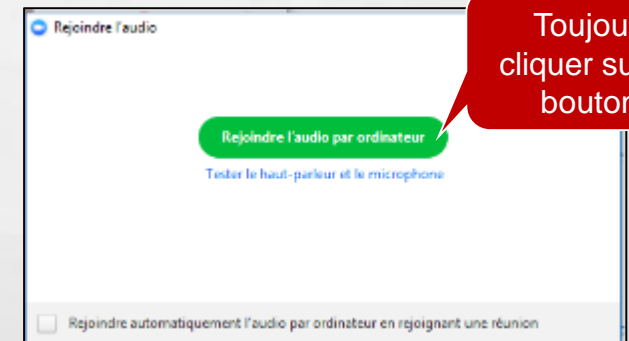 Rejoindre l'audio
Toujou
cliquer su
bouton
Rejoindre l'audio par ordinateur
Tester le haut-parleur et le microphone
Rejoindre automatiquement l'audio par ordinateur en rejoignant une réunion